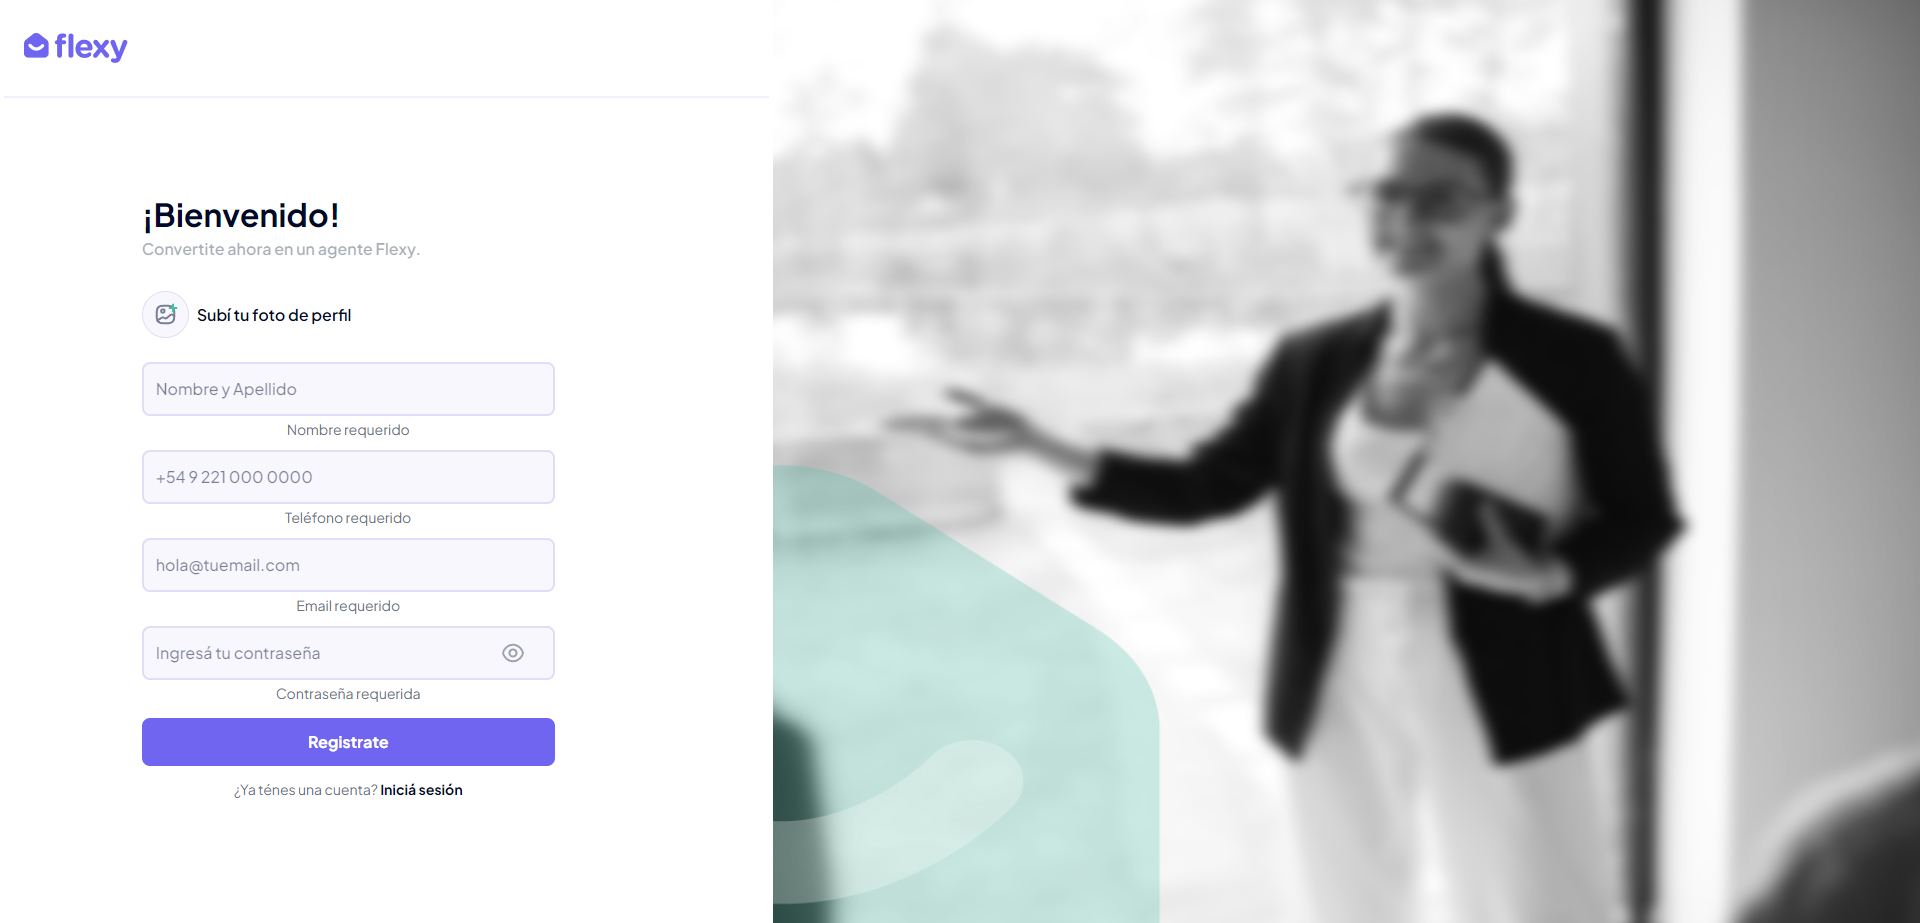 flexy
¡Bienvenido!
Convertite ahora en un agente Flexy.
Subí tu foto de perfil
Nombre y Apellido
Nombre requerido
+54 9 221 000 0000
Teléfono requerido
hola@tuemail.com
Email requerido
Ingresá tu contraseña
Contraseña requerida
Registrate
¿Ya ténes una cuenta? Iniciá sesión